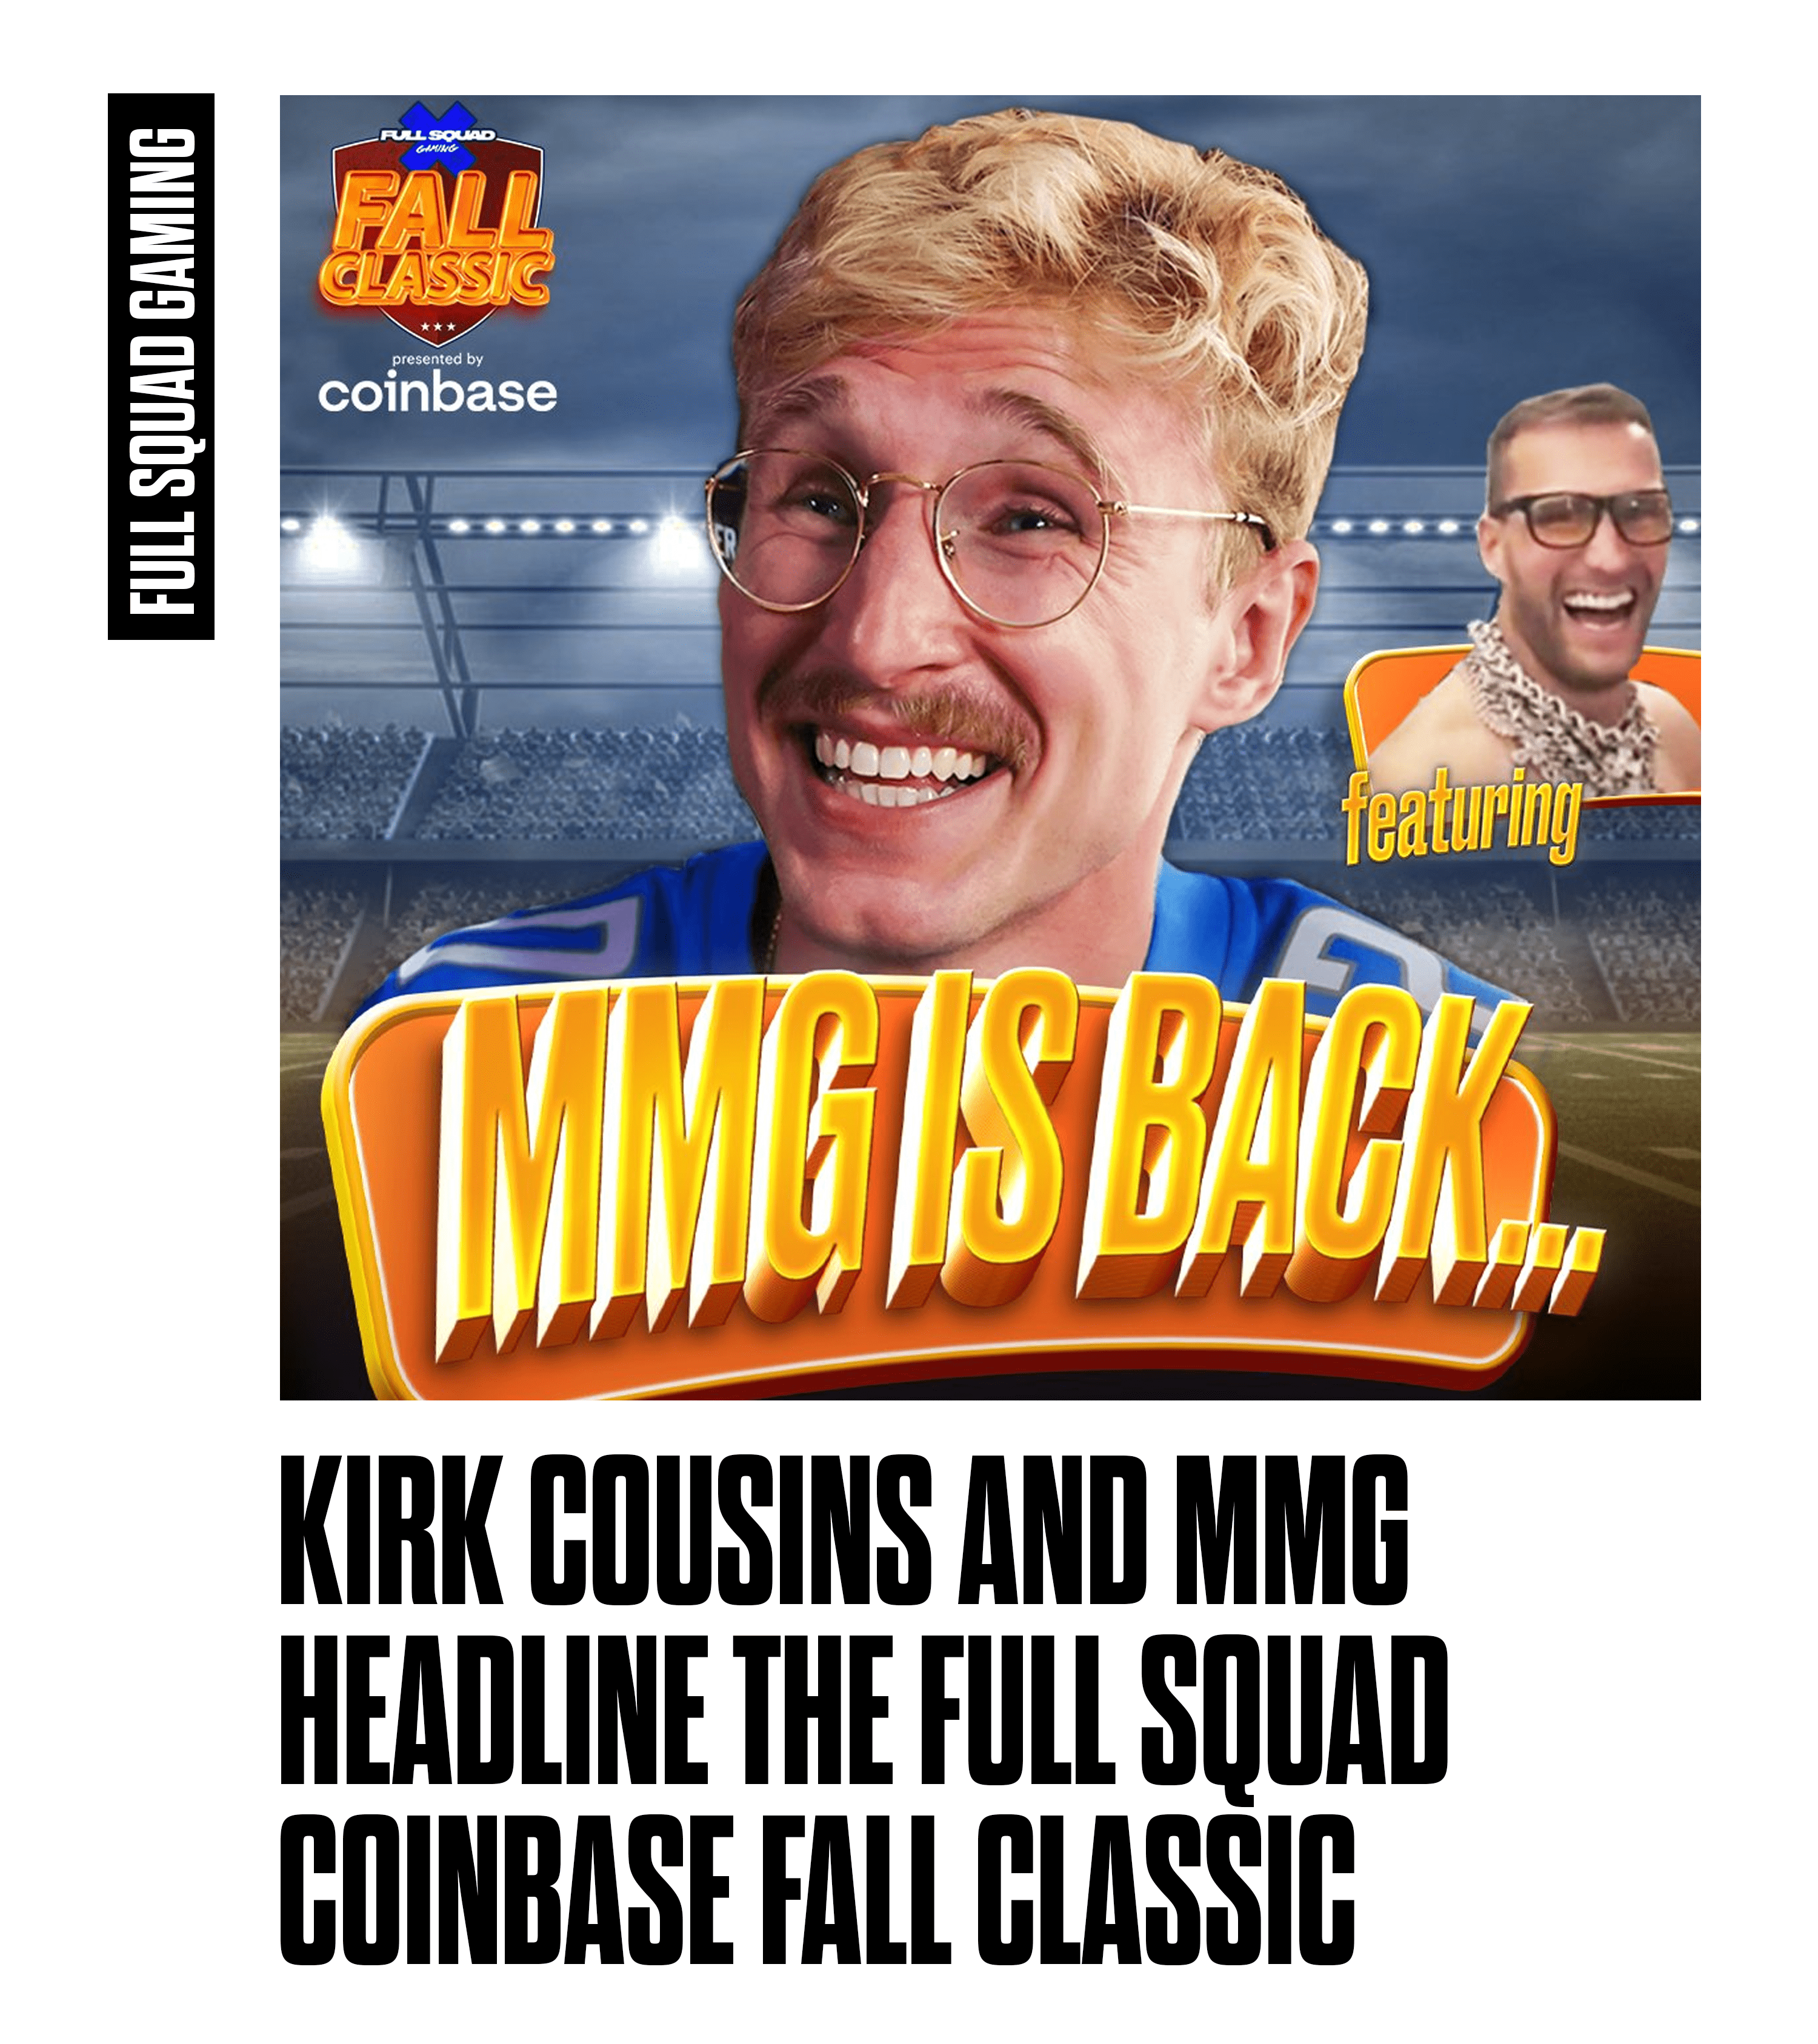 FULL SQUAD GAMING
FULL SQUAD
GAMING
FALL
CLASSIC
presented by
coinbase
ER
featuring
MMG IS BACK...
KIRK COUSINS AND MMG
HEADLINE THE FULL SQUAD
COINBASE FALL CLASSIC